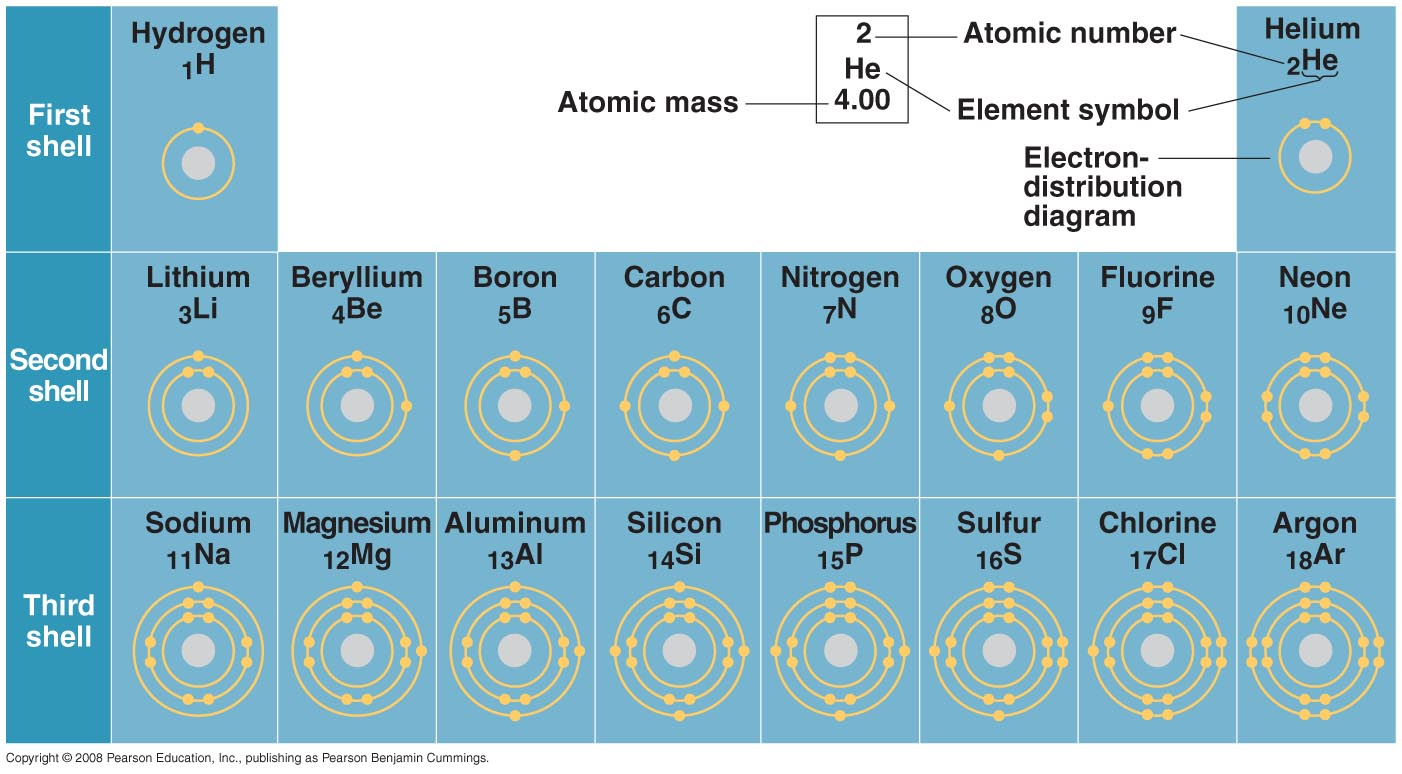 First
shell
Hydrogen
1H
2
He
4.00
Atomic number
Atomic mass
Element symbol
Electron-
distribution
diagram
Helium
2He
Second
shell
Lithium
3Li
Beryllium
4Be
Boron
5B
Carbon
6C
Nitrogen
7N
Oxygen
8O
Fluorine
9F
Neon
10Ne
Third
shell
Sodium
11Na
Magnesium
12Mg
Aluminum
13Al
Silicon
14Si
Phosphorus
15P
Sulfur
16S
Chlorine
17Cl
Argon
18Ar
Copyright © 2008 Pearson Education, Inc., publishing as Pearson Benjamin Cummings.